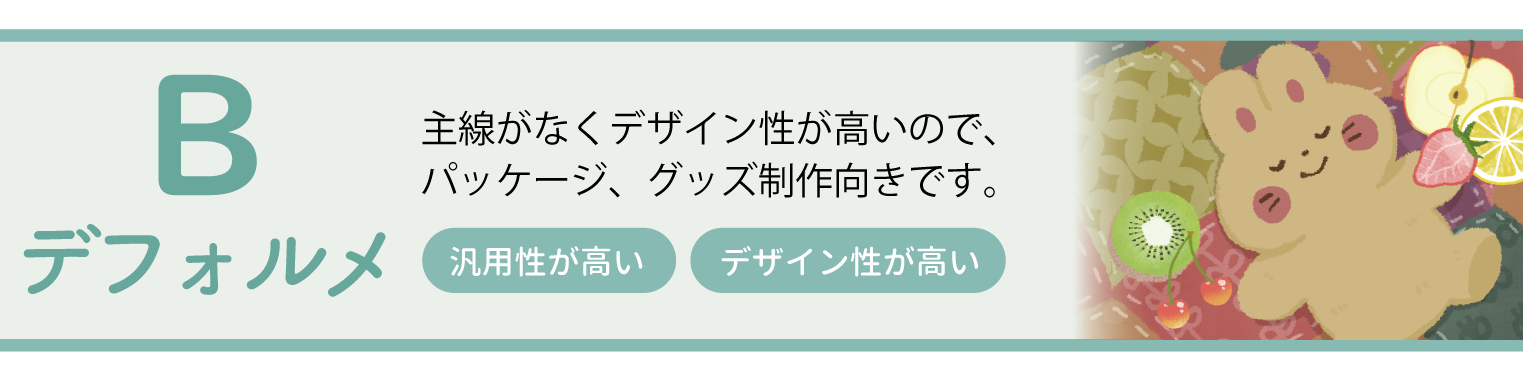 B
デフォルメ
主線がなくデザイン性が高いので、
パッケージ、グッズ制作向きです。
汎用性が高い
デザイン性が高い